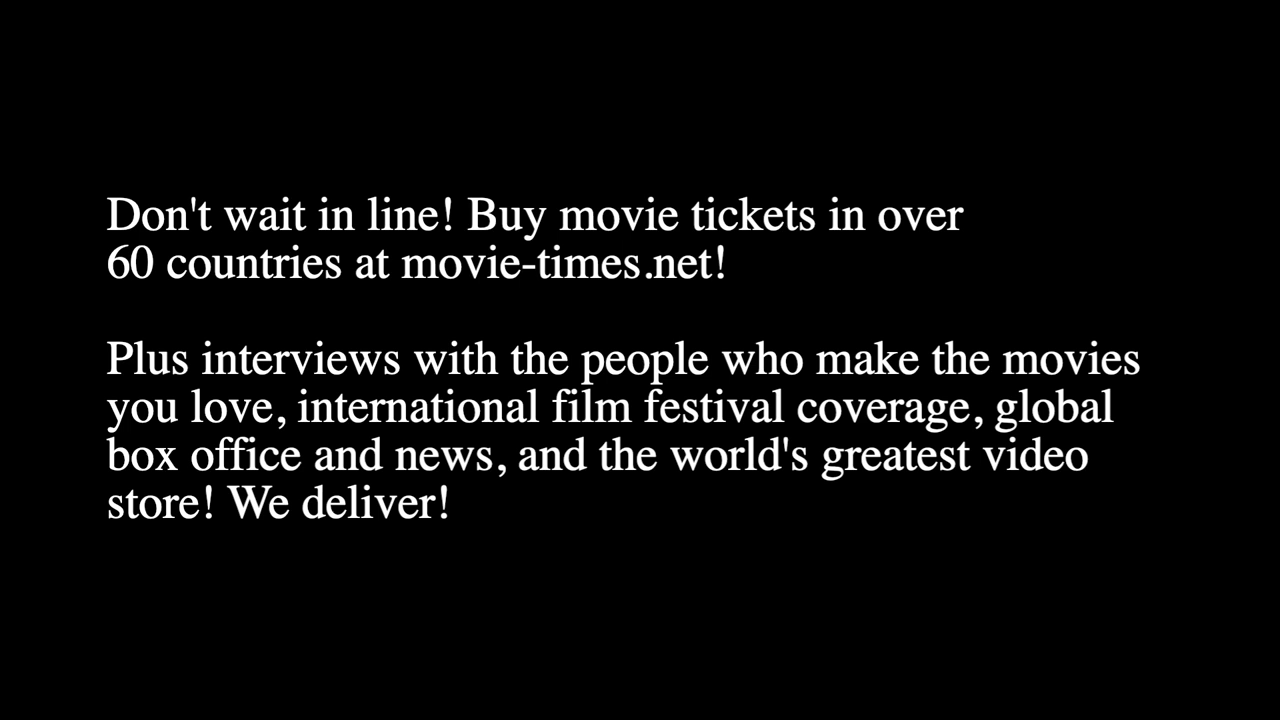 Don't wait in line! Buy movie tickets in over
60 countries at movie-times.net!
Plus interviews with the people who make the movies
you love, international film festival coverage, global
box office and news, and the world's greatest video
store! We deliver!